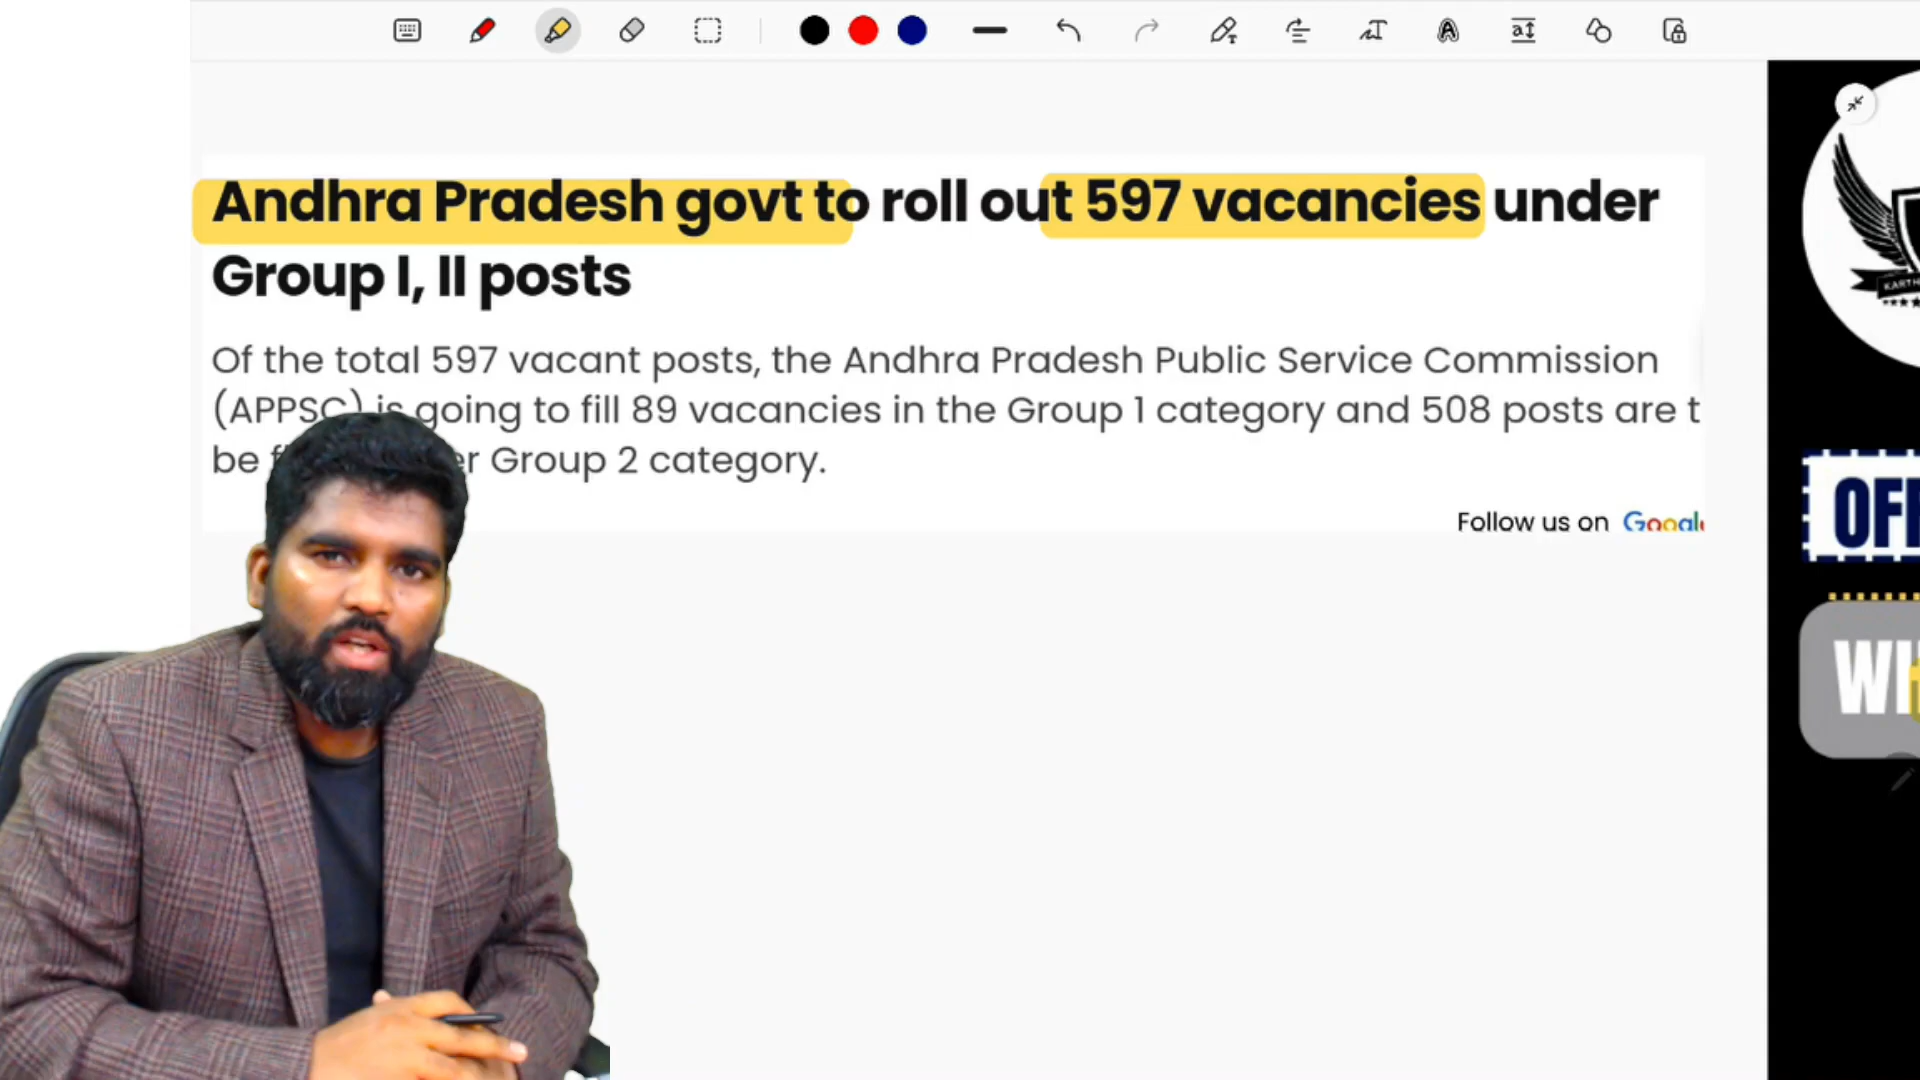 Andhra Pradesh govt to roll out 597 vacancies under
Group I, II posts
Of the total 597 vacant posts, the Andhra Pradesh Public Service Commission
(APPSC) is going to fill 89 vacancies in the Group 1 category and 508 posts are t
be Group 2 category.
Follow us on Google